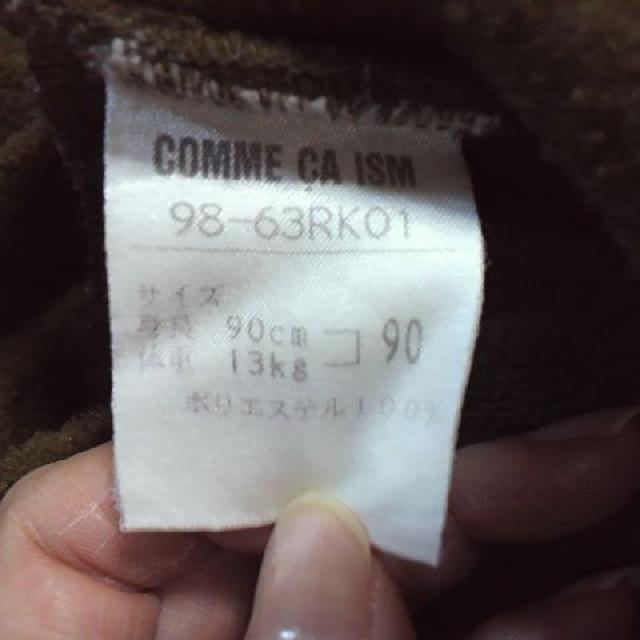 COMME ÇA ISM
98-63RK01
サイズ
身長 90cm
体重 13kg
コ 90
ポリエステル100%